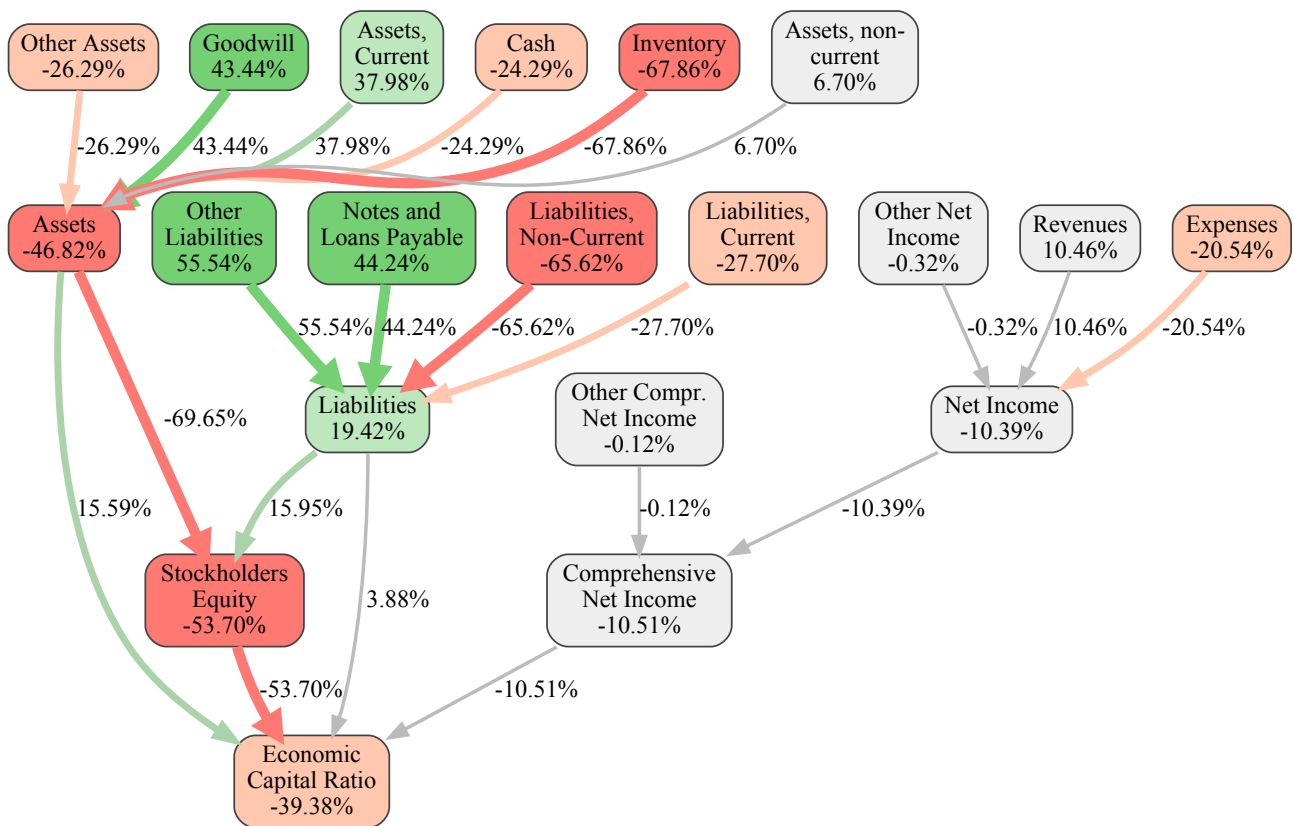 Other Assets
-26.29%
Goodwill
43.44%
Assets,
Current
37.98%
Cash
-24.29%
Inventory
-67.86%
Assets, non-
current
6.70%
-26.29%
43.44%
37.98%
-24.29%
-67.86%
6.70%
Assets
-46.82%
Other
Liabilities
55.54%
Notes and
Loans Payable
44.24%
Liabilities,
Non-Current
-65.62%
Liabilities,
Current
-27.70%
Other Net
Income
-0.32%
Revenues
10.46%
Expenses
-20.54%
55.54%
44.24%
-65.62%
-27.70%
-0.32%
10.46%
-20.54%
-69.65%
Liabilities
19.42%
Other Compr.
Net Income
-0.12%
Net Income
-10.39%
15.59%
15.95%
-0.12%
-10.39%
Stockholders
Equity
-53.70%
3.88%
Comprehensive
Net Income
-10.51%
-53.70%
-10.51%
Economic
Capital Ratio
-39.38%